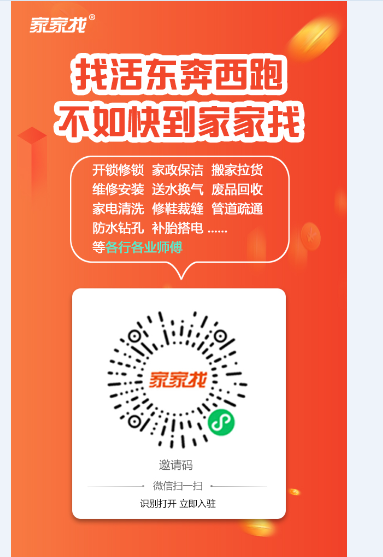 家家找®
找活东奔西跑
不如快到家家找
开锁修锁 家政保洁 搬家拉货
维修安装 送水换气 废品回收
家电清洗 修鞋裁缝 管道疏通
防水钻孔 补胎搭电 ......
等各行各业师傅
家家找
邀请码
微信扫一扫
识别打开 立即入驻